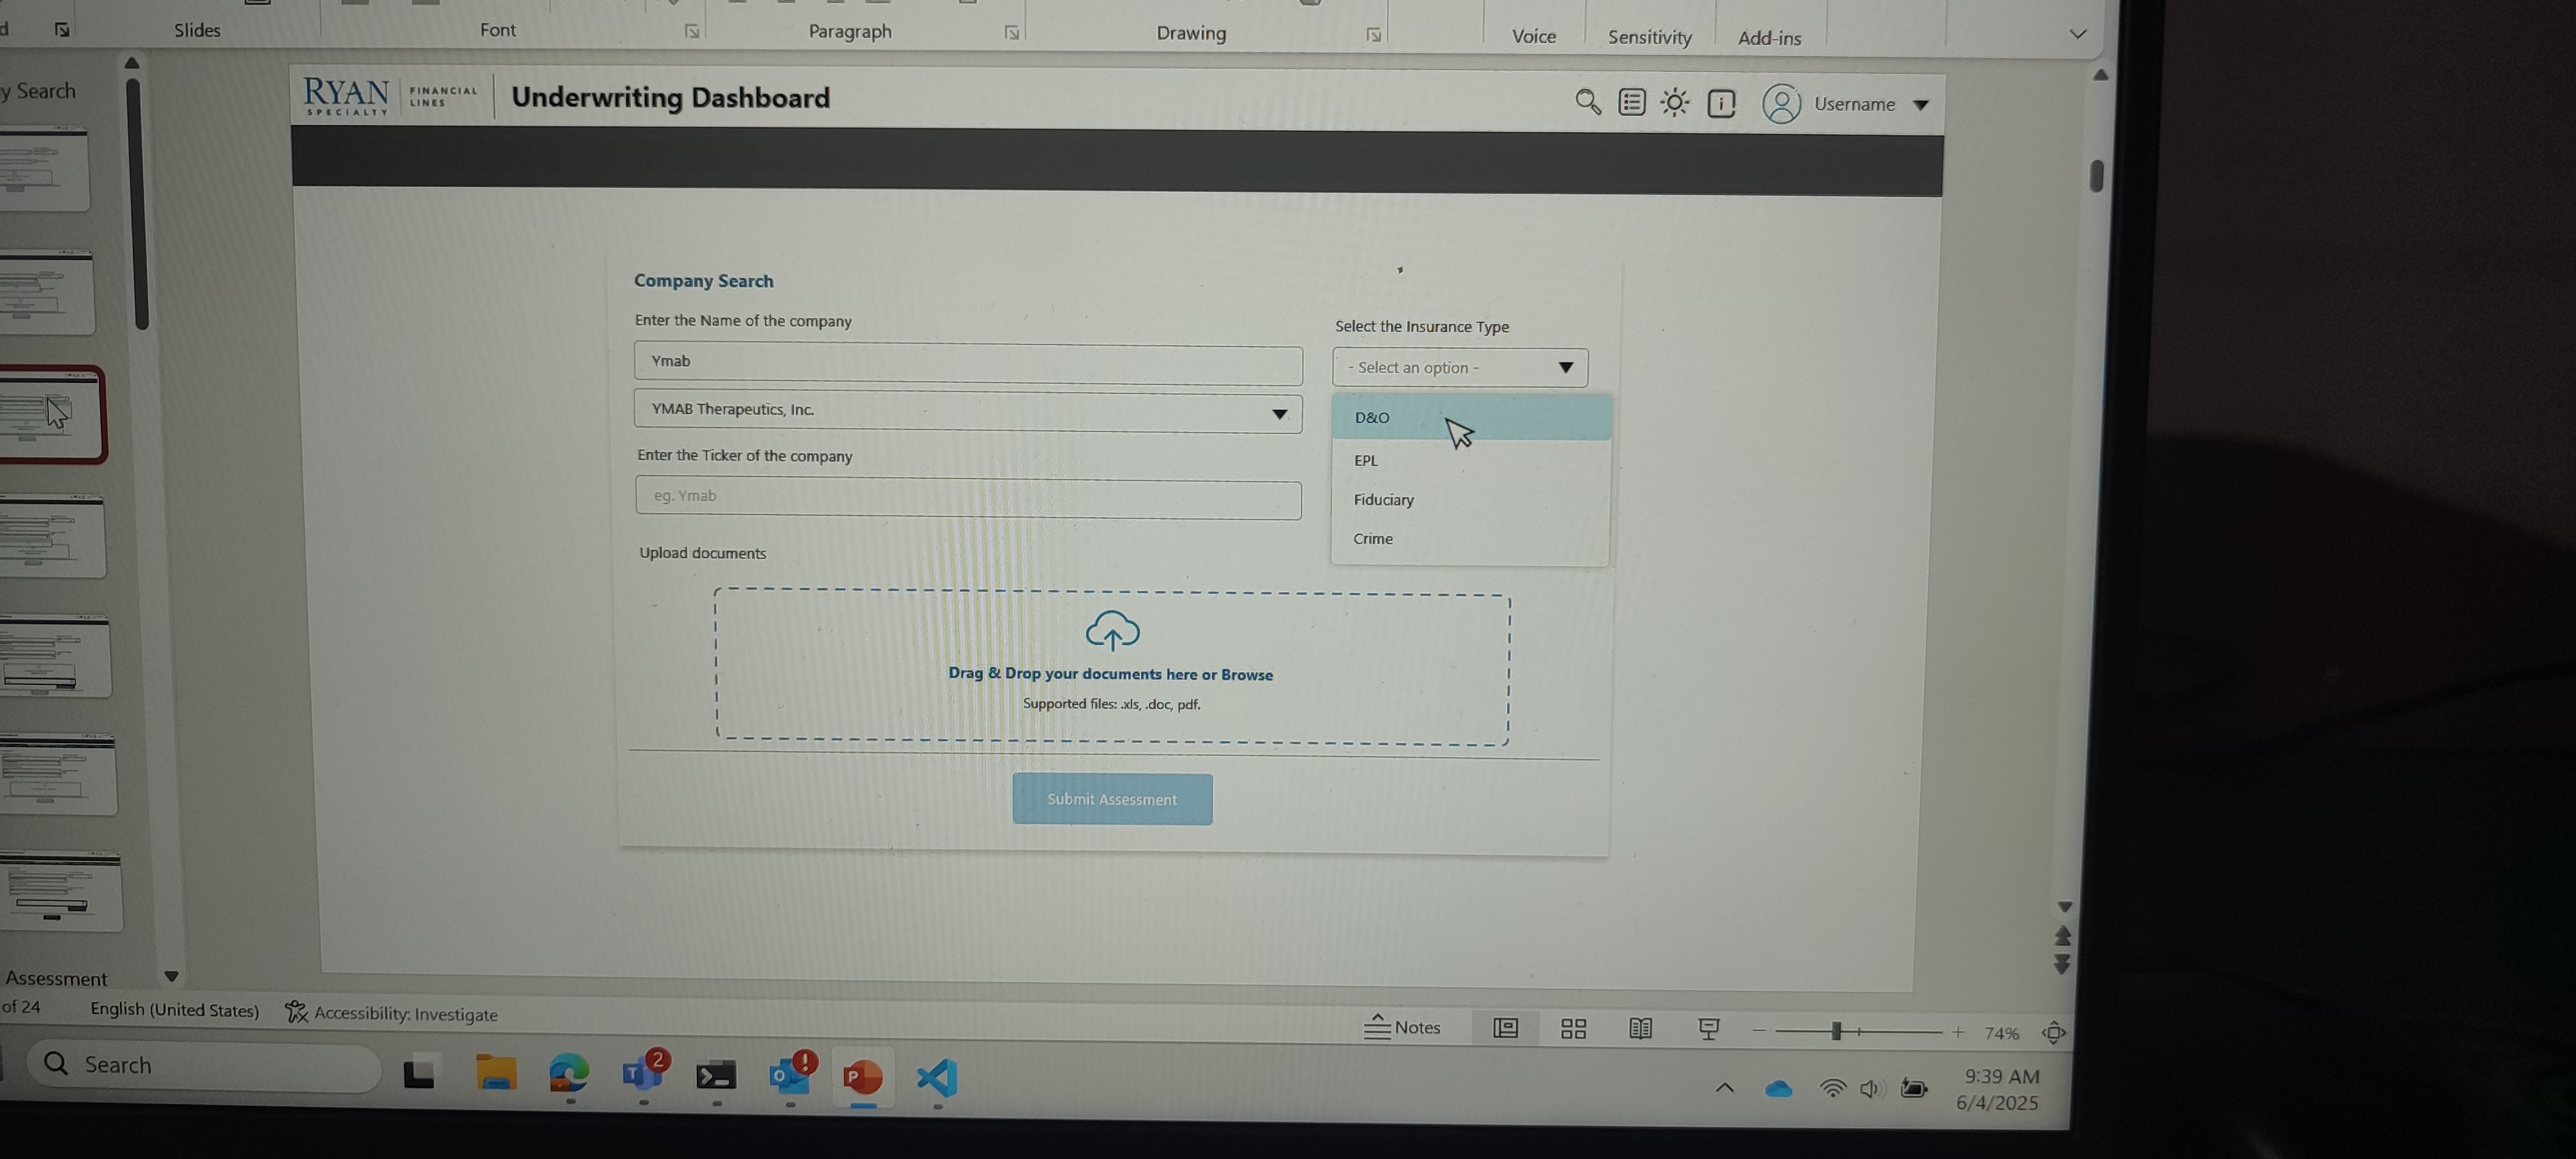 Slides
Font
Paragraph
Drawing
Voice
Sensitivity
Add-ins
y Search
RYAN
SPECIALTY
FINANCIAL
LINES
Underwriting Dashboard
Username
Company Search
Enter the Name of the company
Select the Insurance Type
Ymab
- Select an option -
YMAB Therapeutics, Inc.
D&O
Enter the Ticker of the company
EPL
eg. Ymab
Fiduciary
Crime
Upload documents
Drag & Drop your documents here or Browse
Supported files: .xls, .doc, pdf.
Submit Assessment
Assessment
of 24
English (United States)
Accessibility: Investigate
Notes
74%
Search
2
9:39 AM
6/4/2025